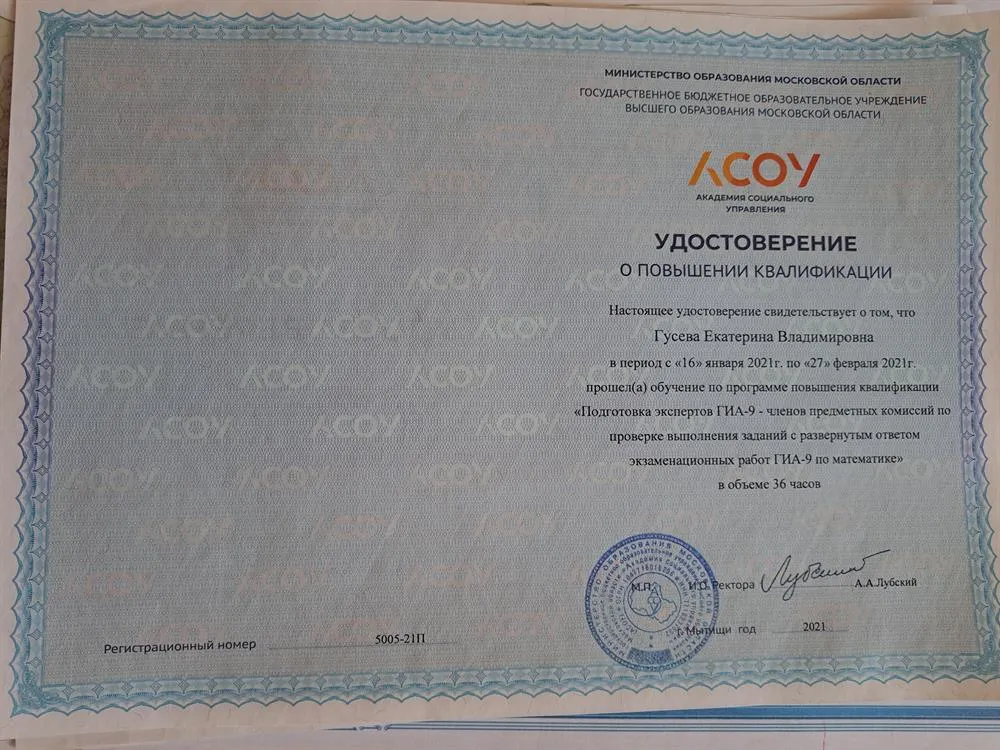 МИНИСТЕРСТВО ОБРАЗОВАНИЯ МОСКОВСКОЙ ОБЛАСТИ
ГОСУДАРСТВЕННОЕ БЮДЖЕТНОЕ ОБРАЗОВАТЕЛЬНОЕ УЧРЕЖДЕНИЕ
ВЫСШЕГО ОБРАЗОВАНИЯ МОСКОВСКОЙ ОБЛАСТИ
АСОУ
АКАДЕМИЯ СОЦИАЛЬНОГО
УПРАВЛЕНИЯ
УДОСТОВЕРЕНИЕ
О ПОВЫШЕНИИ КВАЛИФИКАЦИИ
Настоящее удостоверение свидетельствует о том, что
Гусева Екатерина Владимировна
в период с «16» января 2021г. по «27» февраля 2021г.
прошел(а) обучение по программе повышения квалификации
«Подготовка экспертов ГИА-9 - членов предметных комиссий по
проверке выполнения заданий с развернутым ответом
экзаменационных работ ГИА-9 по математике»
в объеме 36 часов
М.П. И.О. Ректора А.А.Лубский
г. Мытищи год 2021
Регистрационный номер 5005-21П